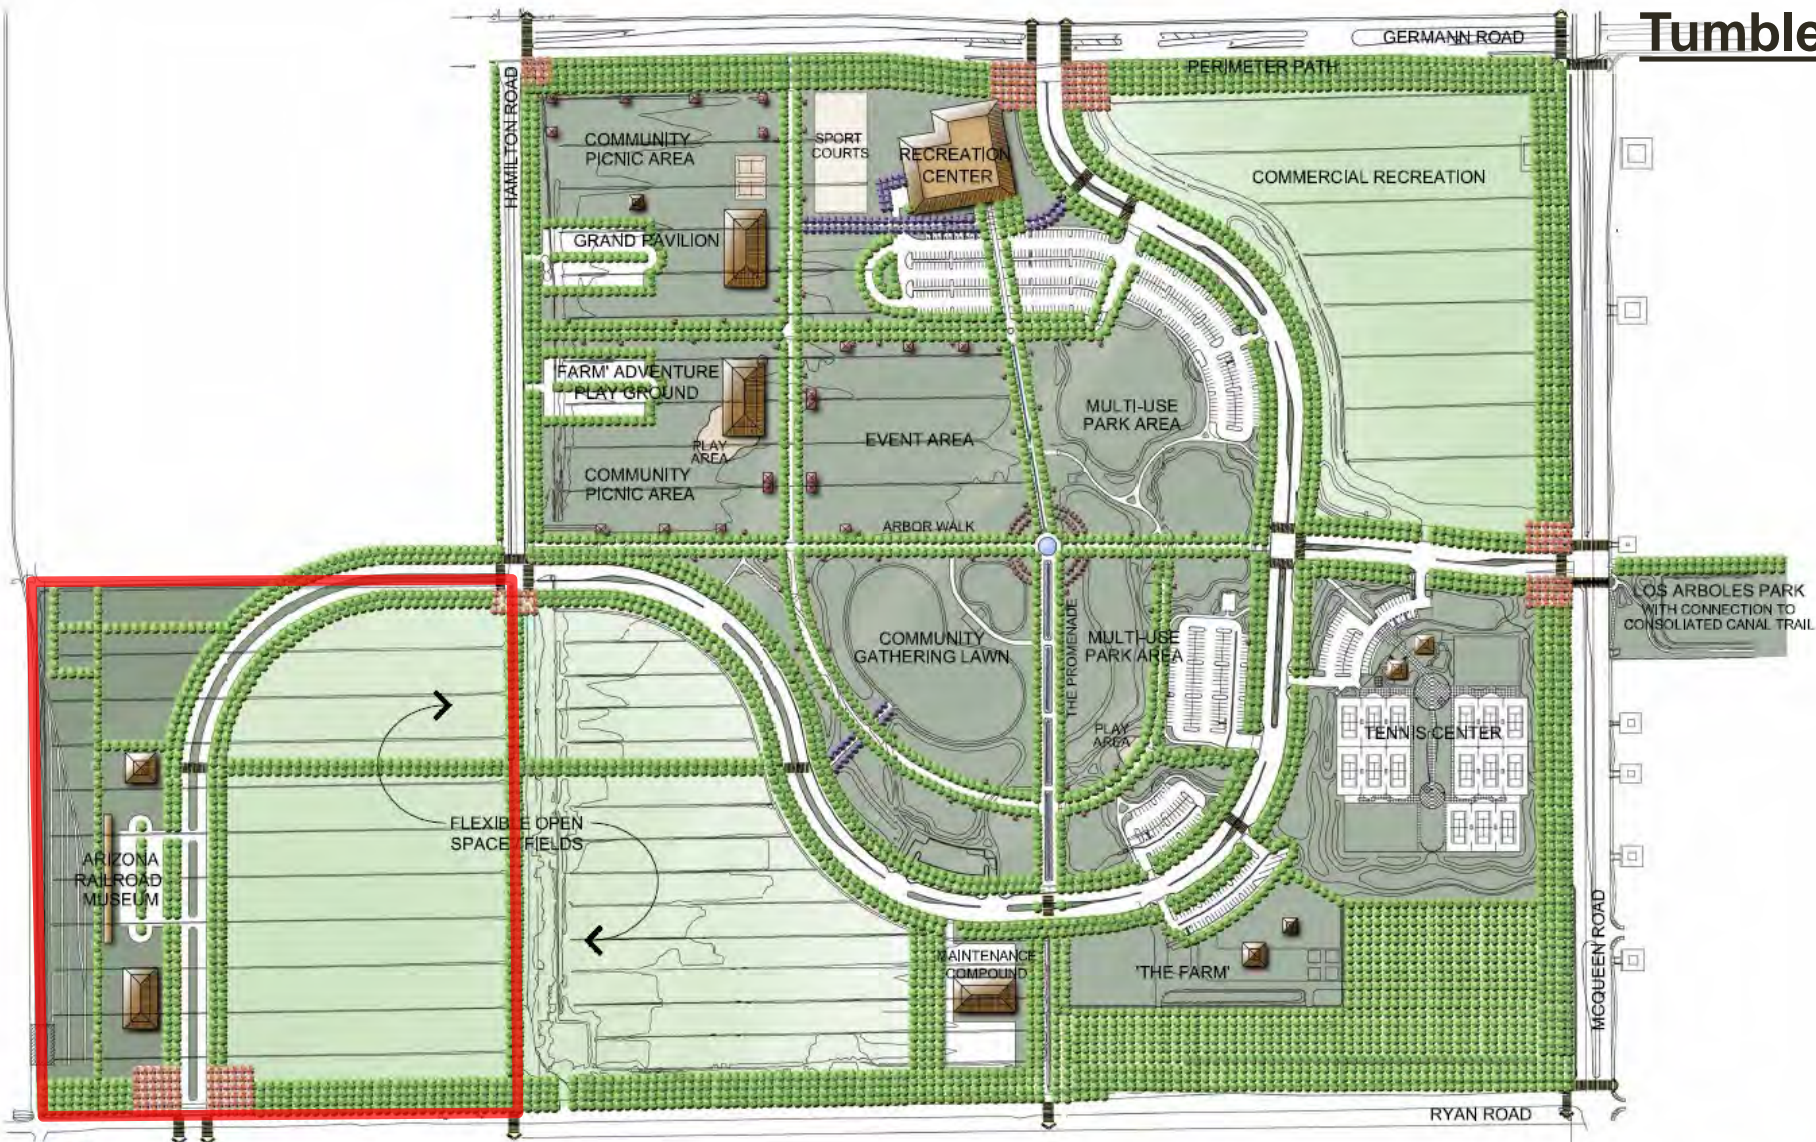 Tumble
GERMANN ROAD
PERIMETER PATH
HAMILTON ROAD
COMMUNITY
PICNIC AREA
SPORT
COURTS
RECREATION
CENTER
COMMERCIAL RECREATION
GRAND PAVILION
'FARM' ADVENTURE
PLAY GROUND
PLAY
AREA
COMMUNITY
PICNIC AREA
EVENT AREA
MULTI-USE
PARK AREA
ARBOR WALK
LOS ARBOLES PARK
WITH CONNECTION TO
CONSOLIATED CANAL TRAIL
COMMUNITY
GATHERING LAWN
THE PROMENADE
MULTI-USE
PARK AREA
PLAY
AREA
TENNIS CENTER
FLEXIBLE OPEN
SPACE / FIELDS
ARIZONA
RAILROAD
MUSEUM
MAINTENANCE
COMPOUND
'THE FARM'
MCQUEEN ROAD
RYAN ROAD